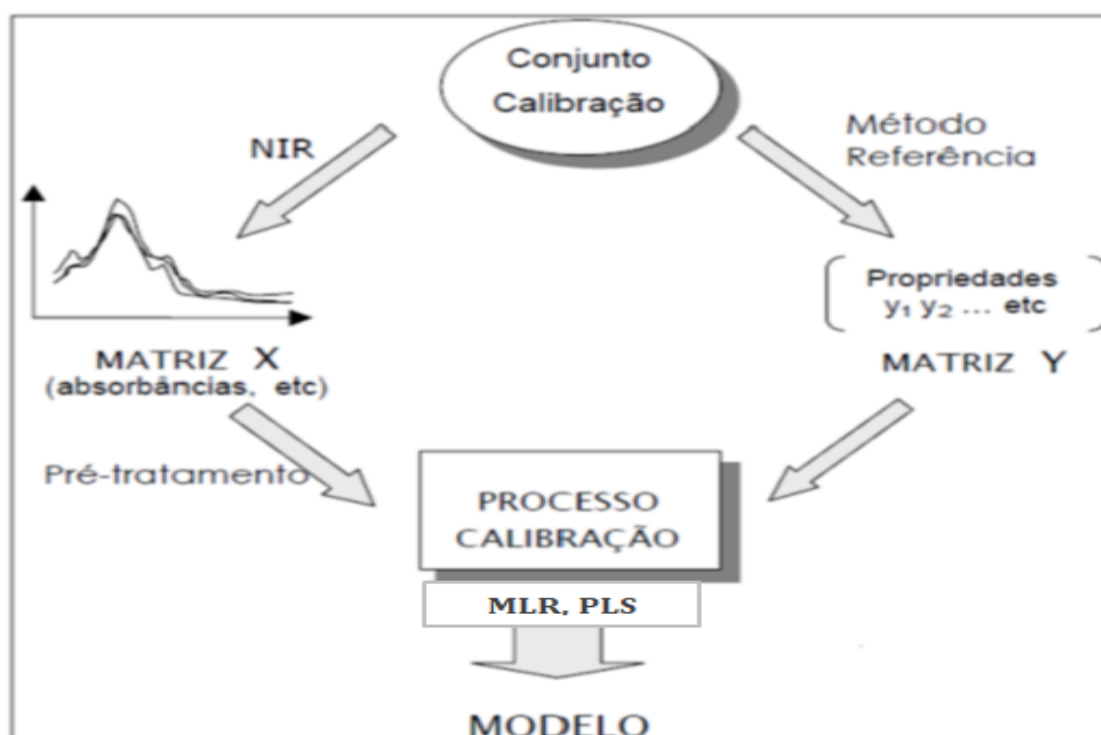 Conjunto
Calibração
NIR
Método
Referência
Propriedades
y₁ y₂ ... etc
MATRIZ X
(absorbâncias, etc)
MATRIZ Y
Pré-tratamento
PROCESSO
CALIBRAÇÃO
MLR, PLS
MODELO